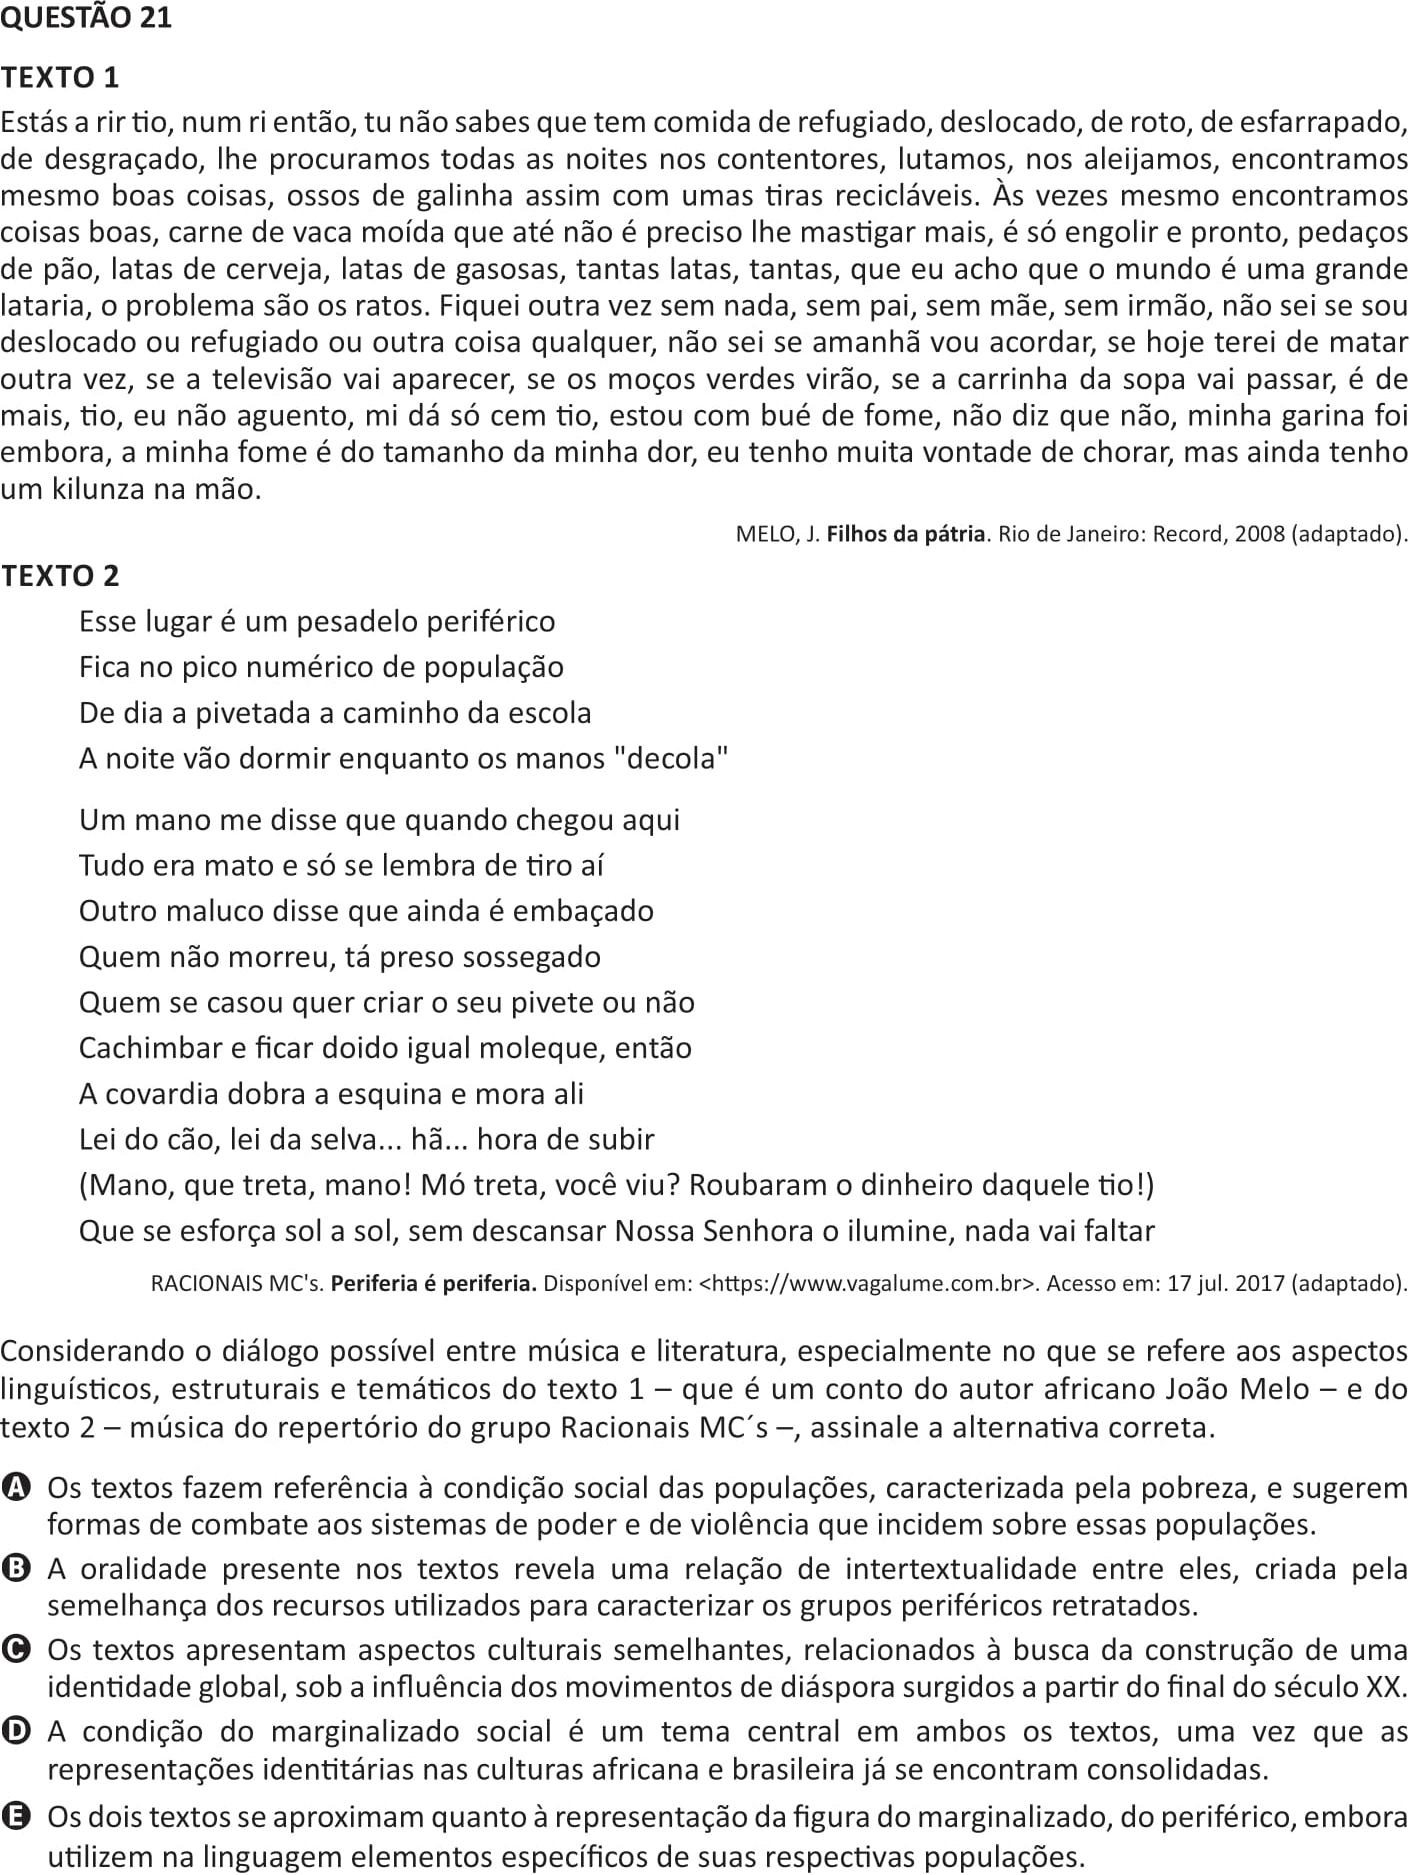 QUESTÃO 21
TEXTO 1
Estás a rir tio, num ri então, tu não sabes que tem comida de refugiado, deslocado, de roto, de esfarrapado,
de desgraçado, lhe procuramos todas as noites nos contentores, lutamos, nos aleijamos, encontramos
mesmo boas coisas, ossos de galinha assim com umas tiras recicláveis. Às vezes mesmo encontramos
coisas boas, carne de vaca moída que até não é preciso lhe mastigar mais, é só engolir e pronto, pedaços
de pão, latas de cerveja, latas de gasosas, tantas latas, tantas, que eu acho que o mundo é uma grande
lataria, o problema são os ratos. Fiquei outra vez sem nada, sem pai, sem mãe, sem irmão, não sei se sou
deslocado ou refugiado ou outra coisa qualquer, não sei se amanhã vou acordar, se hoje terei de matar
outra vez, se a televisão vai aparecer, se os moços verdes virão, se a carrinha da sopa vai passar, é de
mais, tio, eu não aguento, mi dá só cem tio, estou com bué de fome, não diz que não, minha garina foi
embora, a minha fome é do tamanho da minha dor, eu tenho muita vontade de chorar, mas ainda tenho
um kilunza na mão.
MELO, J. Filhos da pátria. Rio de Janeiro: Record, 2008 (adaptado).
TEXTO 2
Esse lugar é um pesadelo periférico
Fica no pico numérico de população
De dia a pivetada a caminho da escola
A noite vão dormir enquanto os manos "decola"
Um mano me disse que quando chegou aqui
Tudo era mato e só se lembra de tiro aí
Outro maluco disse que ainda é embaçado
Quem não morreu, tá preso sossegado
Quem se casou quer criar o seu pivete ou não
Cachimbar e ficar doido igual moleque, então
A covardia dobra a esquina e mora ali
Lei do cão, lei da selva... hã... hora de subir
(Mano, que treta, mano! Mó treta, você viu? Roubaram o dinheiro daquele tio!)
Que se esforça sol a sol, sem descansar Nossa Senhora o ilumine, nada vai faltar
RACIONAIS MC's. Periferia é periferia. Disponível em: <https://www.vagalume.com.br>. Acesso em: 17 jul. 2017 (adaptado).
Considerando o diálogo possível entre música e literatura, especialmente no que se refere aos aspectos
linguísticos, estruturais e temáticos do texto 1 – que é um conto do autor africano João Melo – e do
texto 2 – música do repertório do grupo Racionais MC´s –, assinale a alternativa correta.
A Os textos fazem referência à condição social das populações, caracterizada pela pobreza, e sugerem
formas de combate aos sistemas de poder e de violência que incidem sobre essas populações.
B A oralidade presente nos textos revela uma relação de intertextualidade entre eles, criada pela
semelhança dos recursos utilizados para caracterizar os grupos periféricos retratados.
C Os textos apresentam aspectos culturais semelhantes, relacionados à busca da construção de uma
identidade global, sob a influência dos movimentos de diáspora surgidos a partir do final do século XX.
D A condição do marginalizado social é um tema central em ambos os textos, uma vez que as
representações identitárias nas culturas africana e brasileira já se encontram consolidadas.
E Os dois textos se aproximam quanto à representação da figura do marginalizado, do periférico, embora
utilizem na linguagem elementos específicos de suas respectivas populações.